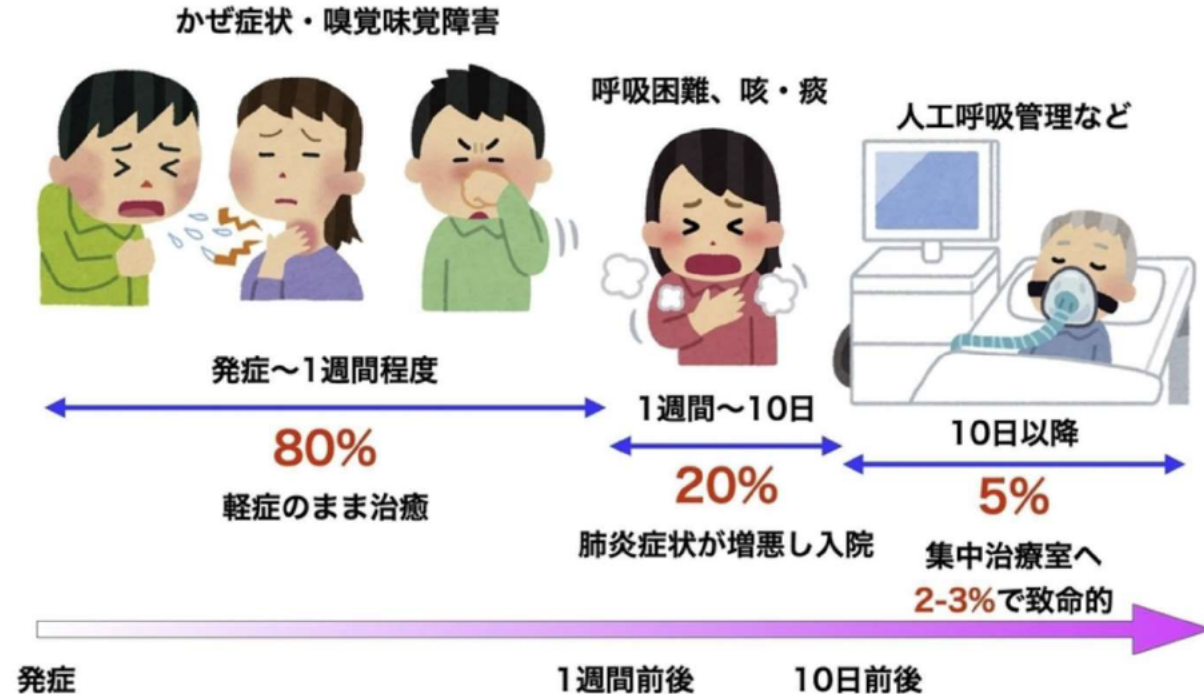 かぜ症状・嗅覚味覚障害
呼吸困難、咳・痰
人工呼吸管理など
発症〜1週間程度
80%
軽症のまま治癒
1週間〜10日
20%
肺炎症状が増悪し入院
10日以降
5%
集中治療室へ
2-3%で致命的
発症
1週間前後
10日前後